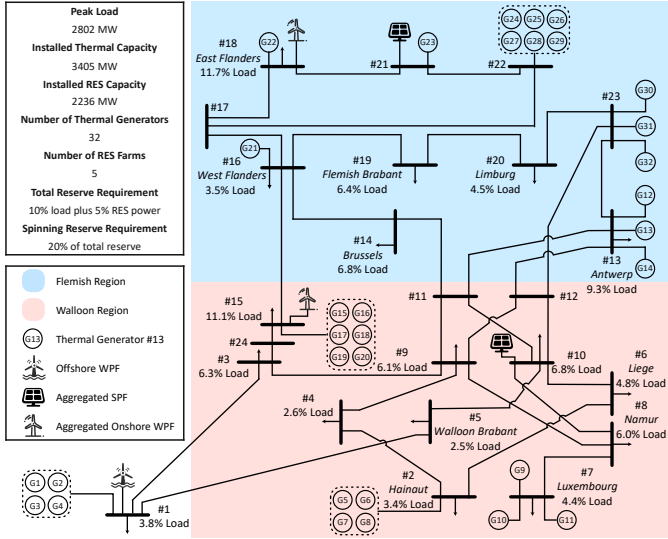 Peak Load
2802 MW
Installed Thermal Capacity
3405 MW
Installed RES Capacity
2236 MW
Number of Thermal Generators
32
Number of RES Farms
5
Total Reserve Requirement
10% load plus 5% RES power
Spinning Reserve Requirement
20% of total reserve
Flemish Region
Walloon Region
G13 Thermal Generator #13
Offshore WPF
Aggregated SPF
Aggregated Onshore WPF
#18
East Flanders
11.7% Load
G22
#21
G23
G24 G25 G26
G27 G28 G29
#22
#17
#23
G30
G31
G32
G21
#16
West Flanders
3.5% Load
#19
Flemish Brabant
6.4% Load
#20
Limburg
4.5% Load
G12
G13
G14
#13
Antwerp
9.3% Load
#14
Brussels
6.8% Load
#11
#12
#15
11.1% Load
#24
#3
6.3% Load
G15 G16
G17 G18
G19 G20
#9
6.1% Load
#10
6.8% Load
#6
Liege
4.8% Load
#4
2.6% Load
#5
Walloon Brabant
2.5% Load
#8
Namur
6.0% Load
#2
Hainaut
3.4% Load
G5 G6
G7 G8
G9
G10
G11
#7
Luxembourg
4.4% Load
G1 G2
G3 G4
#1
3.8% Load